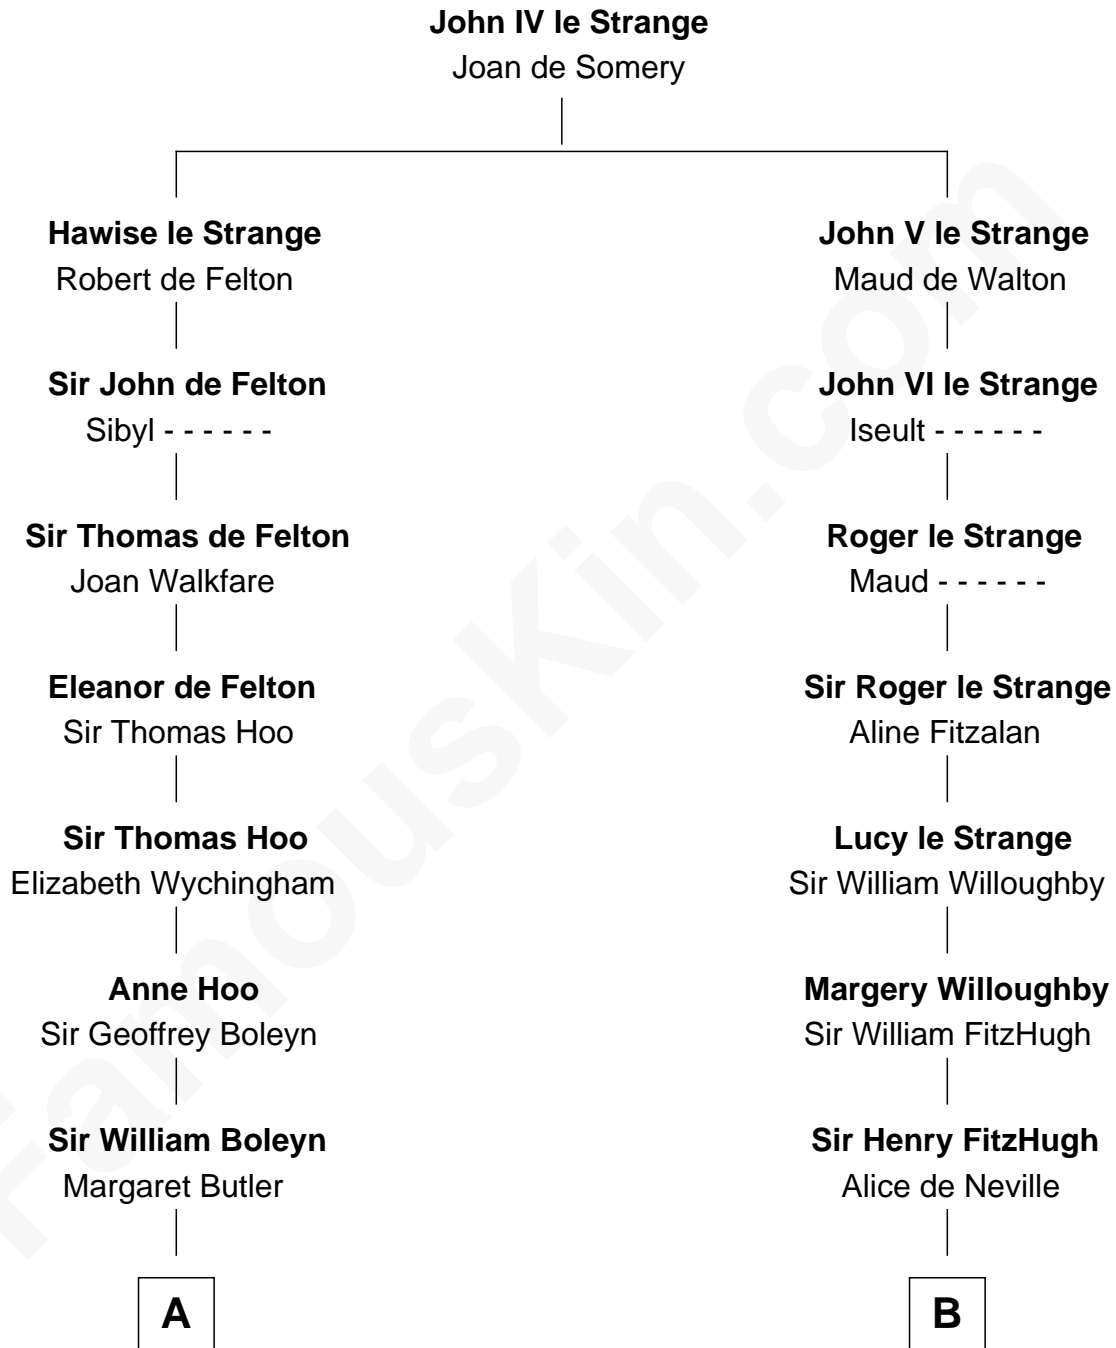 John IV le Strange
Joan de Somery
Hawise le Strange
Robert de Felton
John V le Strange
Maud de Walton
Sir John de Felton
Sibyl - - - - - -
John VI le Strange
Iseult - - - - - -
Sir Thomas de Felton
Joan Walkfare
Roger le Strange
Maud - - - - - -
Eleanor de Felton
Sir Thomas Hoo
Sir Roger le Strange
Aline Fitzalan
Sir Thomas Hoo
Elizabeth Wychingham
Lucy le Strange
Sir William Willoughby
Anne Hoo
Sir Geoffrey Boleyn
Margery Willoughby
Sir William FitzHugh
Sir William Boleyn
Margaret Butler
Sir Henry FitzHugh
Alice de Neville
A
B
FamousKin.com